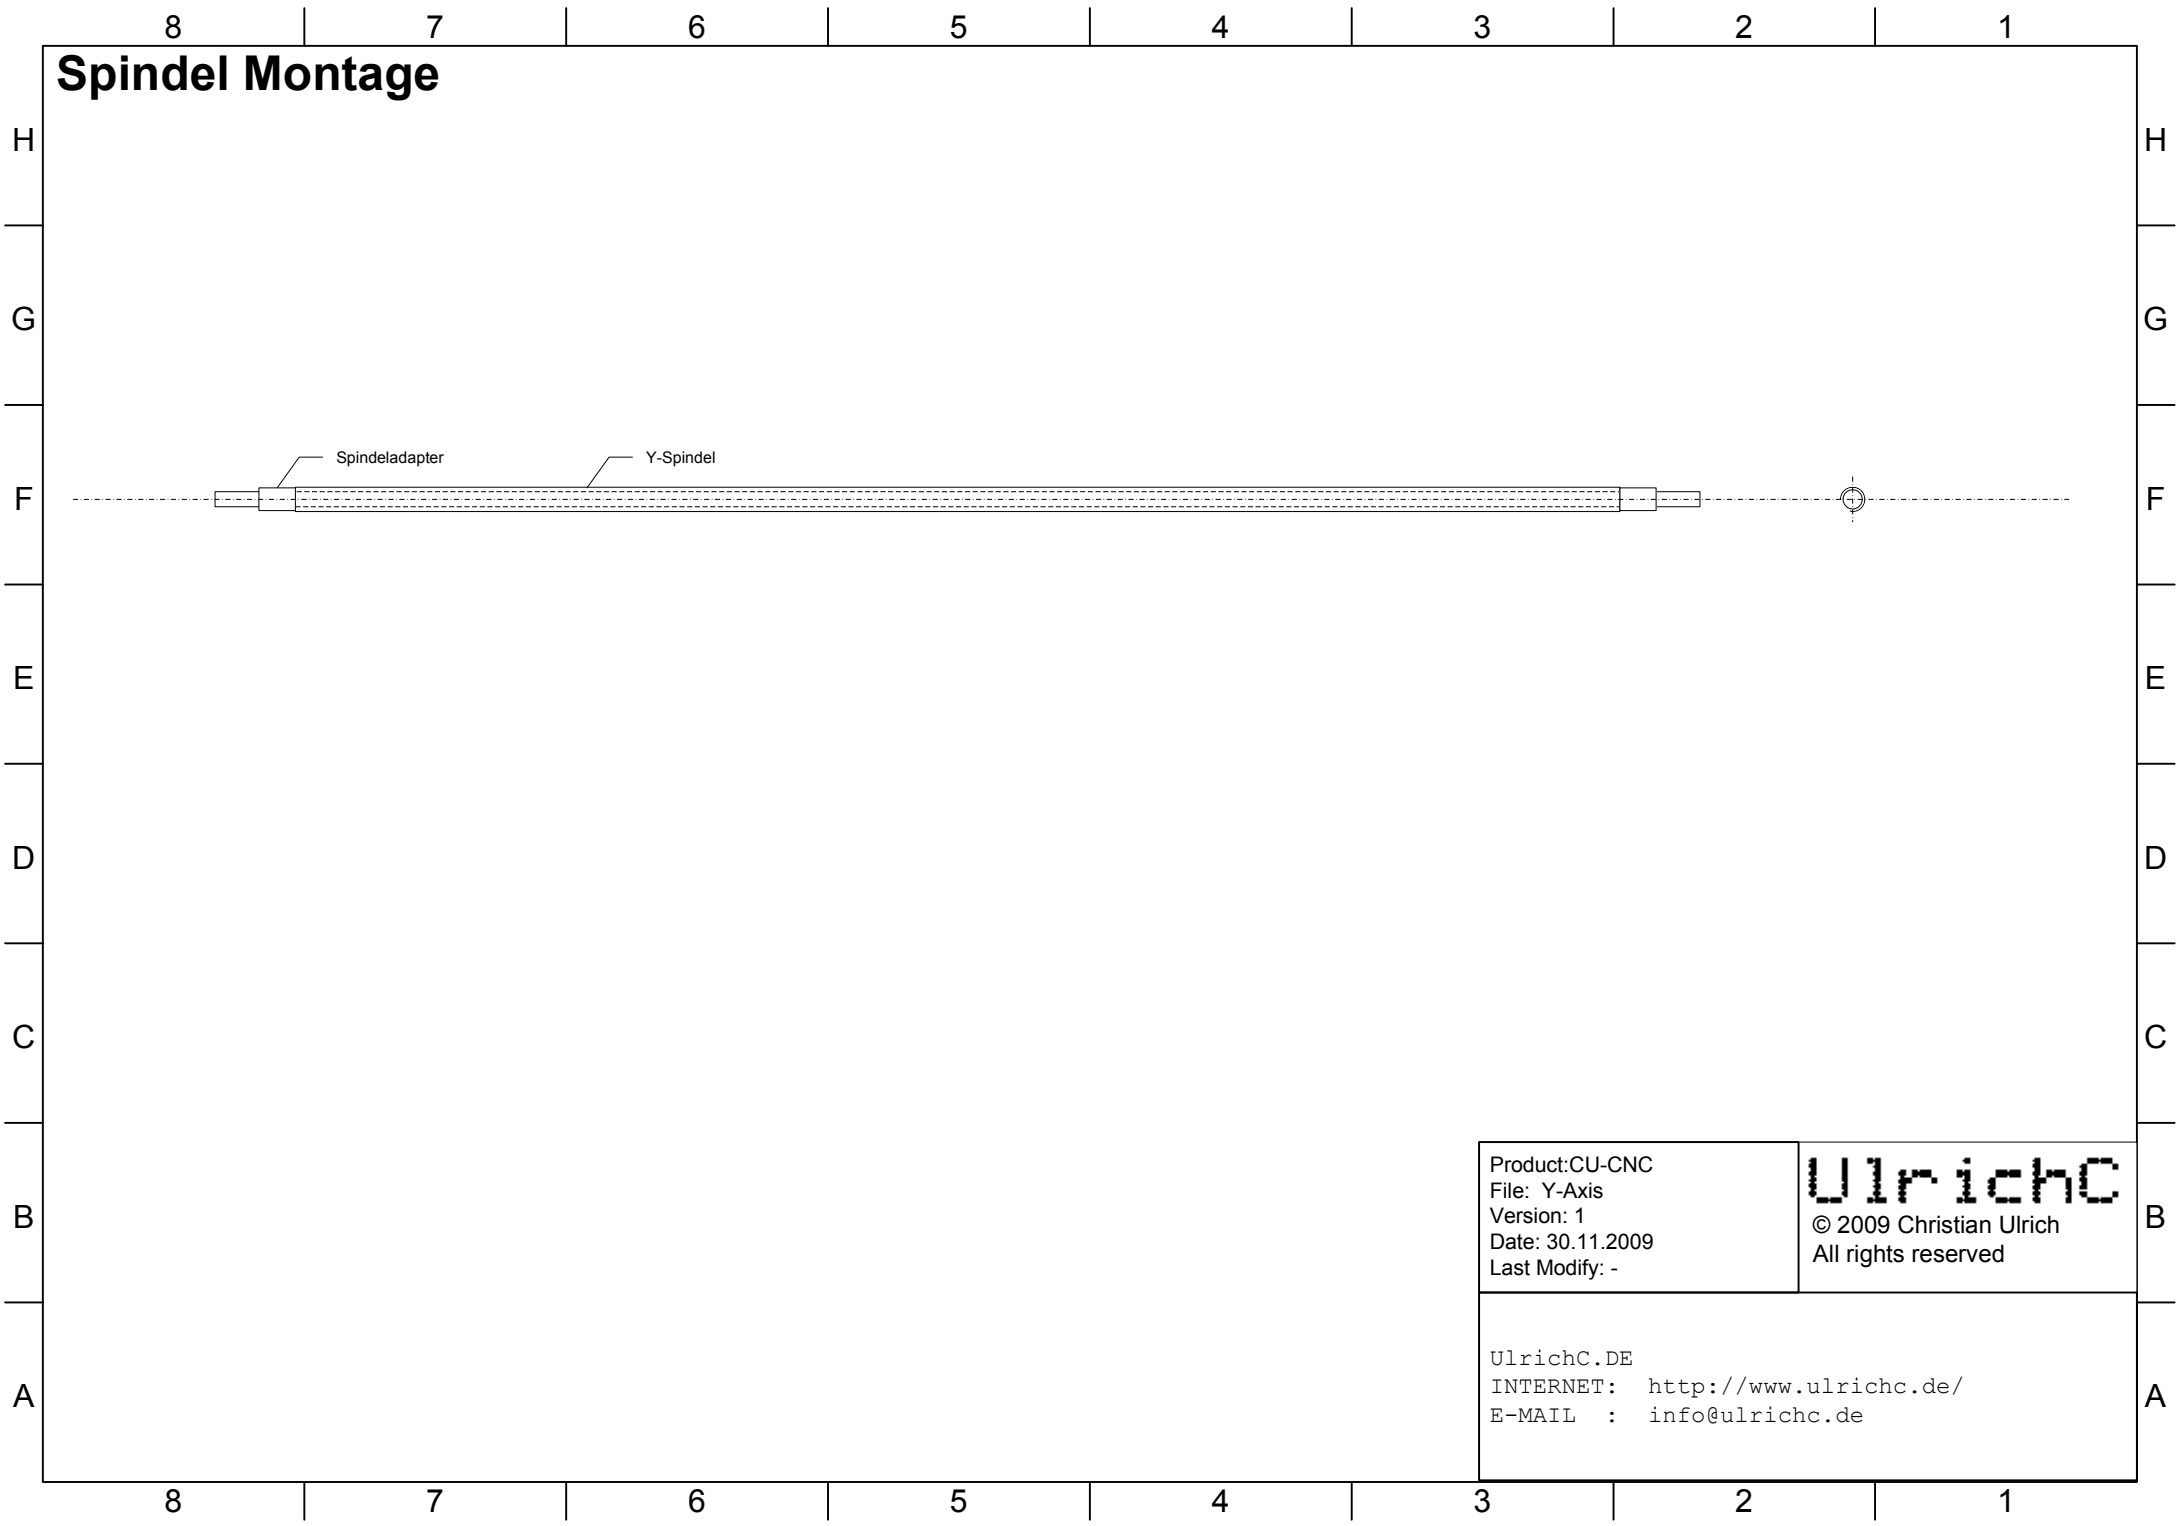 8 7 6 5 4 3 2 1
Spindel Montage
H H
G G
Spindeladapter Y-Spindel
F F
E E
D D
C C
Product:CU-CNC
File: Y-Axis
Version: 1
Date: 30.11.2009
Last Modify: -
UlrichC
© 2009 Christian Ulrich
All rights reserved
B B
UlrichC.DE
INTERNET: http://www.ulrichc.de/
E-MAIL : info@ulrichc.de
A A
8 7 6 5 4 3 2 1